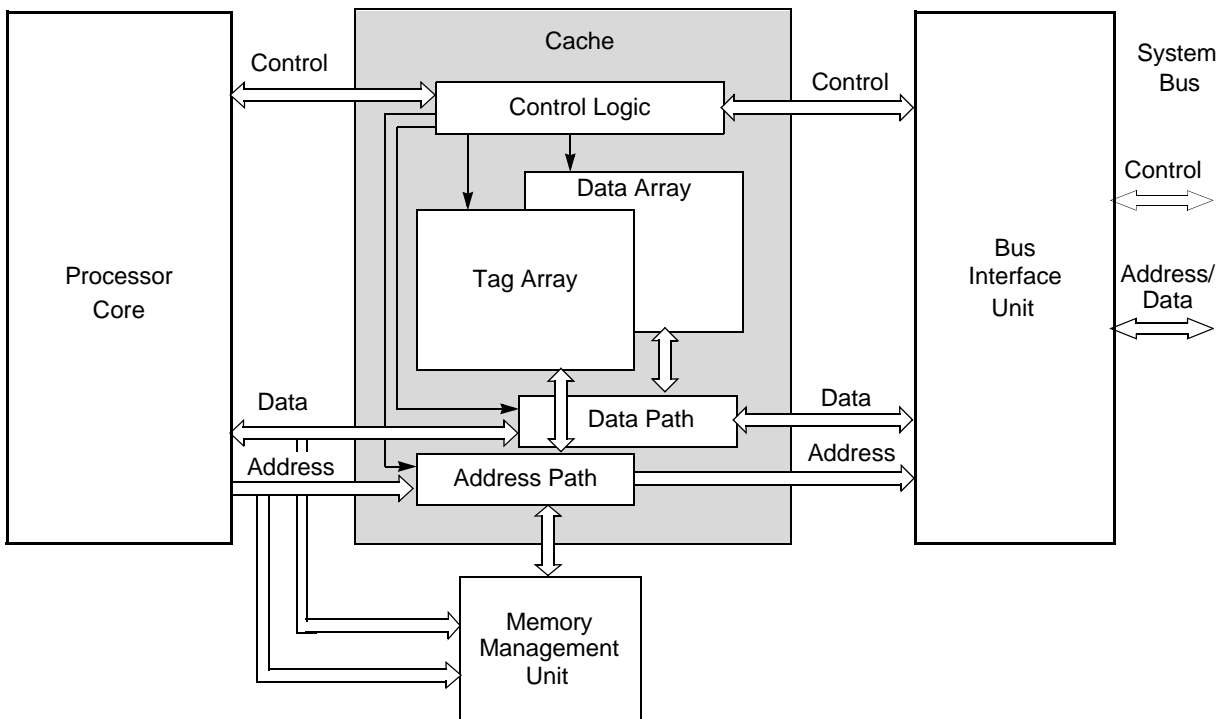 Cache
System
Bus
Control
Control
Control Logic
Control
Data Array
Tag Array
Processor
Core
Bus
Interface
Unit
Address/
Data
Data
Data Path
Data
Address
Address Path
Address
Memory
Management
Unit